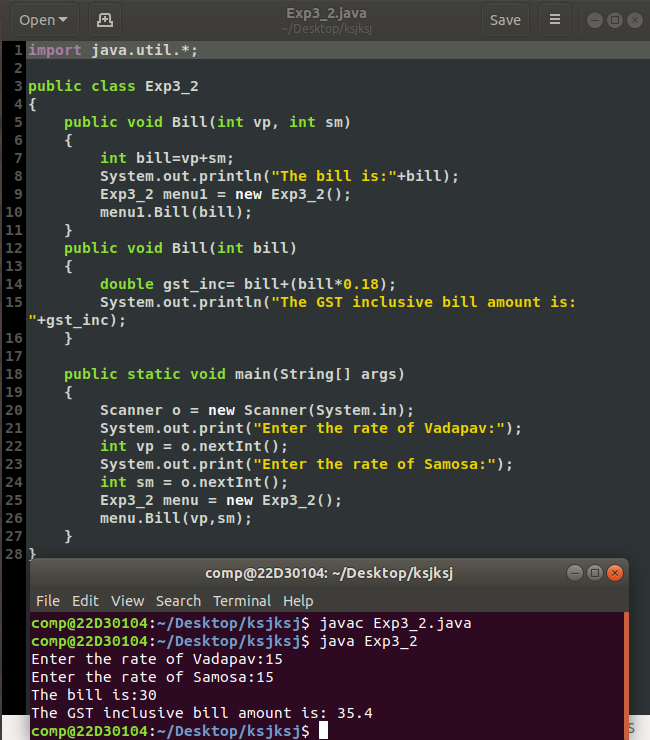 Open
Exp3_2.java
~/Desktop/ksjksj
Save
1 import java.util.*;
2
3 public class Exp3_2
4 {
5     public void Bill(int vp, int sm)
6     {
7         int bill=vp+sm;
8         System.out.println("The bill is:"+bill);
9         Exp3_2 menu1 = new Exp3_2();
10         menu1.Bill(bill);
11     }
12     public void Bill(int bill)
13     {
14         double gst_inc= bill+(bill*0.18);
15         System.out.println("The GST inclusive bill amount is:
"+gst_inc);
16     }
17
18     public static void main(String[] args)
19     {
20         Scanner o = new Scanner(System.in);
21         System.out.print("Enter the rate of Vadapav:");
22         int vp = o.nextInt();
23         System.out.print("Enter the rate of Samosa:");
24         int sm = o.nextInt();
25         Exp3_2 menu = new Exp3_2();
26         menu.Bill(vp,sm);
27     }
28 }
comp@22D30104: ~/Desktop/ksjksj
File Edit View Search Terminal Help
comp@22D30104:~/Desktop/ksjksj$ javac Exp3_2.java
comp@22D30104:~/Desktop/ksjksj$ java Exp3_2
Enter the rate of Vadapav:15
Enter the rate of Samosa:15
The bill is:30
The GST inclusive bill amount is: 35.4
comp@22D30104:~/Desktop/ksjksj$